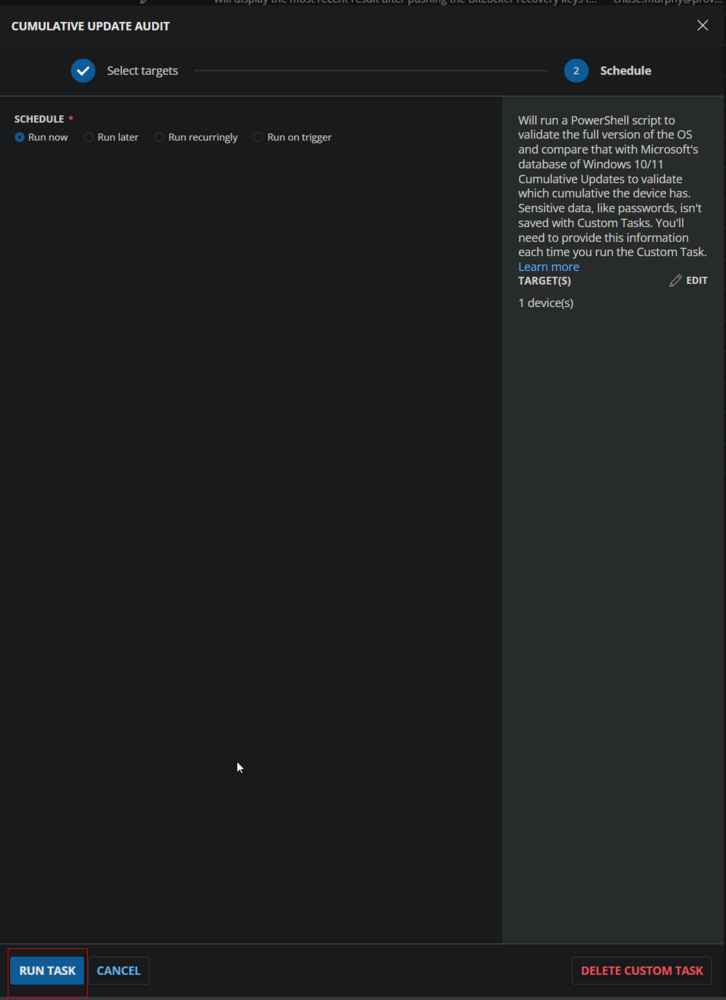 Will display the most recent result after pushing the BitLocker recovery keys i... chase.murphy@prov...
CUMULATIVE UPDATE AUDIT
Select targets
2 Schedule
SCHEDULE *
Run now Run later Run recurringly Run on trigger
Will run a PowerShell script to
validate the full version of the OS
and compare that with Microsoft's
database of Windows 10/11
Cumulative Updates to validate
which cumulative the device has.
Sensitive data, like passwords, isn't
saved with Custom Tasks. You'll
need to provide this information
each time you run the Custom Task.
Learn more
TARGET(S) EDIT
1 device(s)
RUN TASK CANCEL DELETE CUSTOM TASK